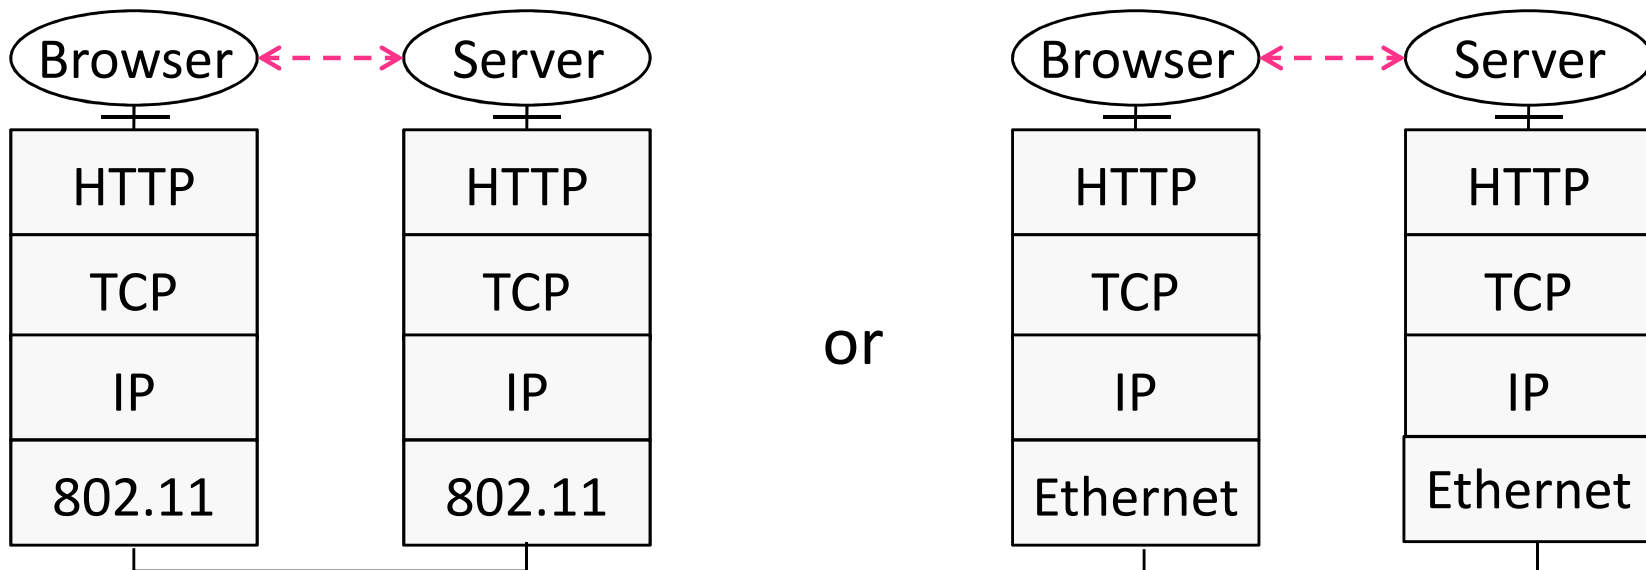 Browser Server Browser Server
HTTP HTTP HTTP HTTP
TCP TCP TCP TCP
or
IP IP IP IP
802.11 802.11 Ethernet Ethernet